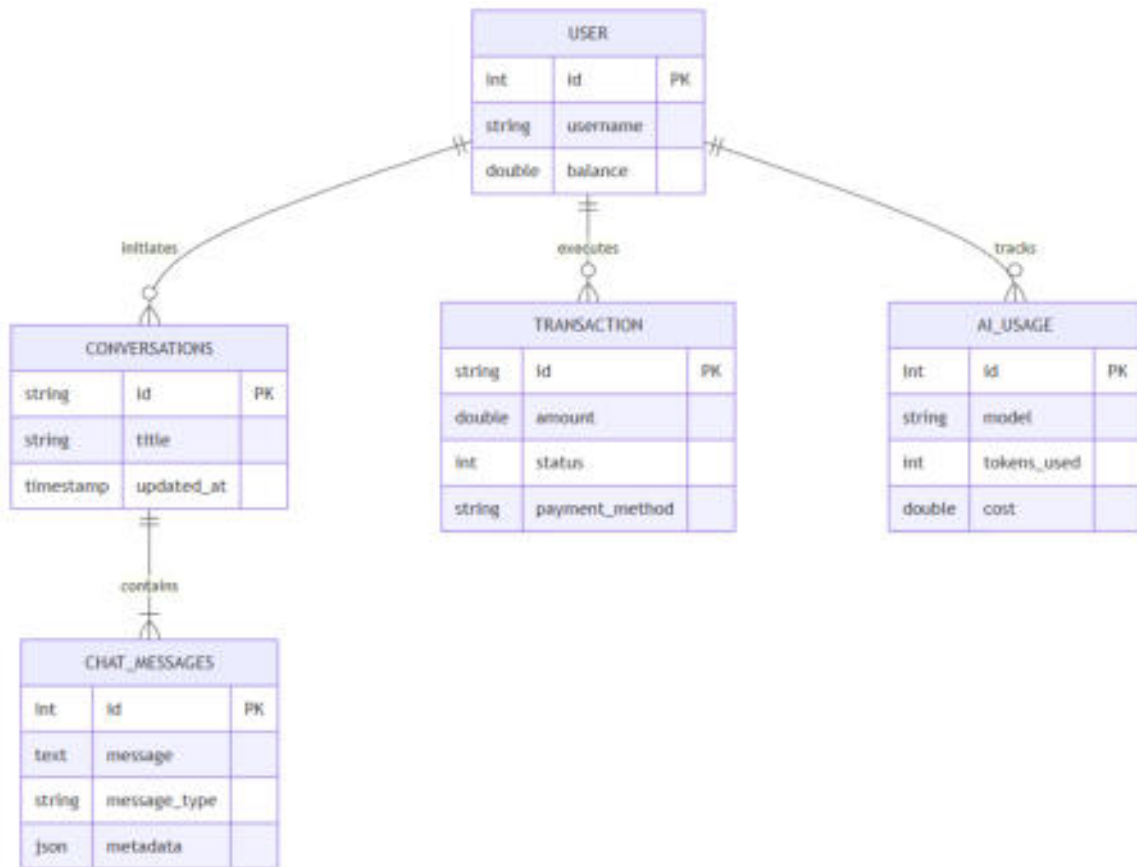 USER
int id PK
string username
double balance
initiates
executes
tracks
CONVERSATIONS
string id PK
string title
timestamp updated_at
TRANSACTION
string id PK
double amount
int status
string payment_method
AI_USAGE
int id PK
string model
int tokens_used
double cost
contains
CHAT_MESSAGES
int id PK
text message
string message_type
json metadata